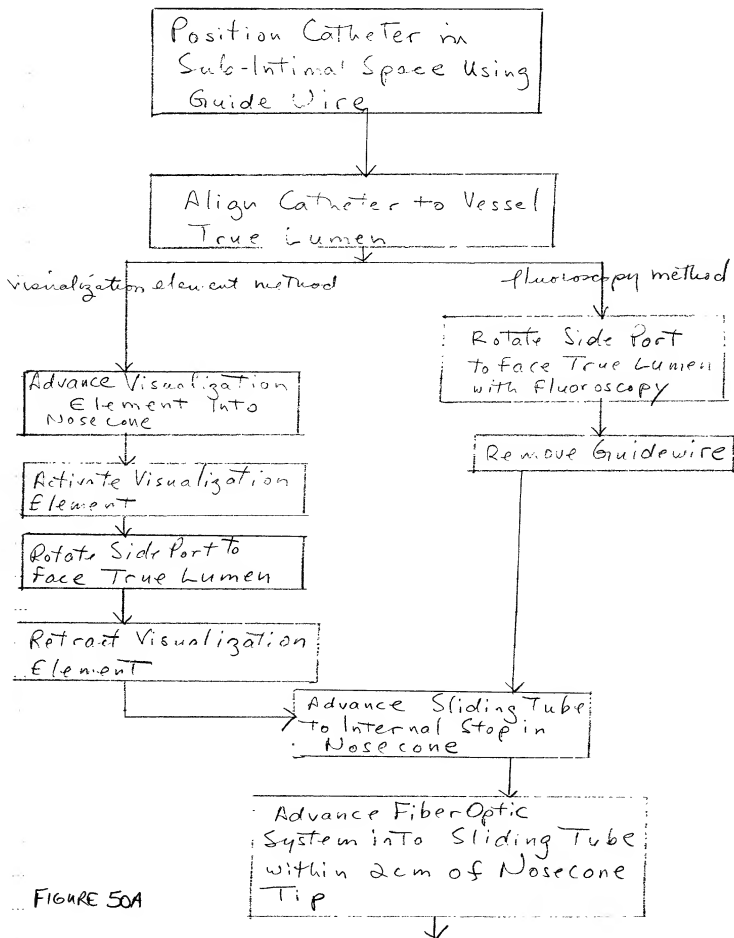 Position Catheter in
Sub-Intimal Space Using
Guide Wire
Align Catheter to Vessel
True Lumen
visualization element method
fluoroscopy method
Rotate Side Port
to Face True Lumen
with Fluoroscopy
Advance Visualization
Element Into
Nosecone
Remove Guidewire
Activate Visualization
Element
Rotate Side Port To
Face True Lumen
Retract Visualization
Element
Advance Sliding Tube
to Internal Stop in
Nosecone
Advance FiberOptic
System into Sliding Tube
within 2cm of Nosecone
Tip
FIGURE 50A